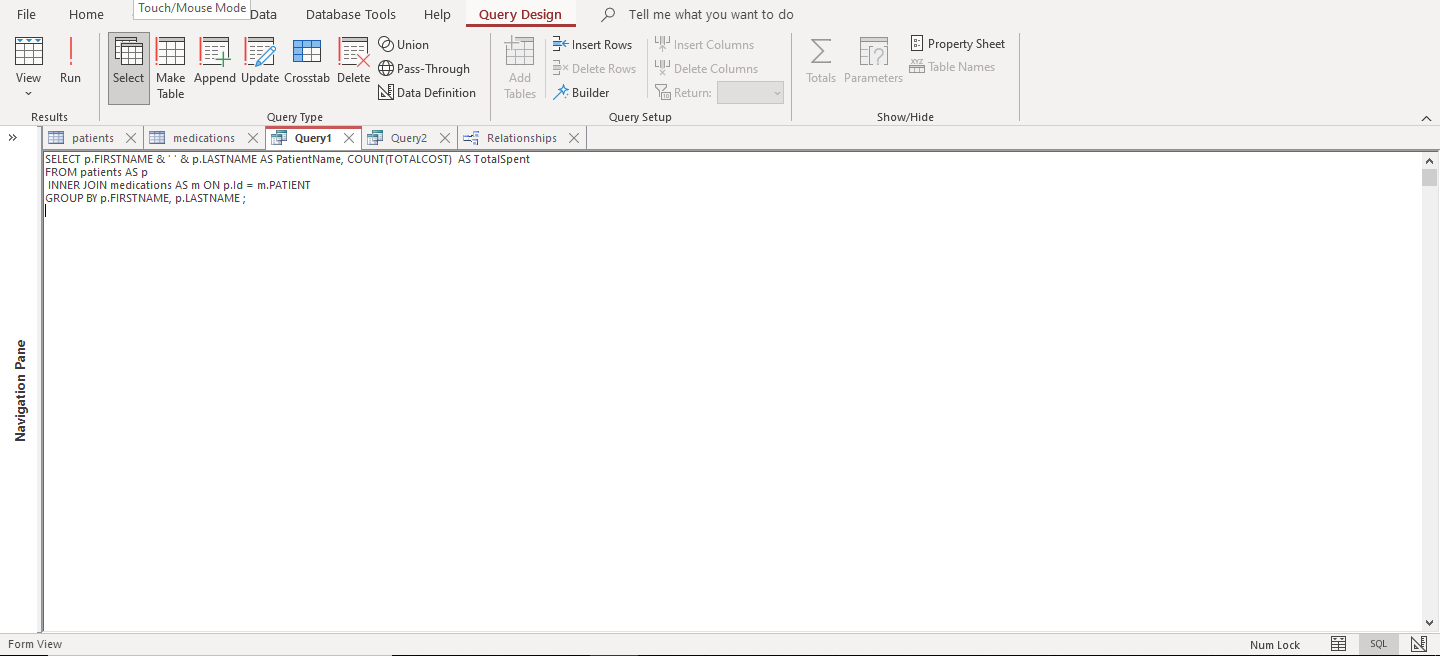 Touch/Mouse Mode
File Home Data Database Tools Help Query Design Tell me what you want to do
View Run Select Make Table Append Update Crosstab Delete
Union
Pass-Through
Data Definition
Add Tables
Insert Rows
Delete Rows
Builder
Insert Columns
Delete Columns
Return:
Totals Parameters
Property Sheet
XYZ Table Names
Results Query Type Query Setup Show/Hide
patients medications Query1 Query2 Relationships
SELECT p.FIRSTNAME & ' ' & p.LASTNAME AS PatientName, COUNT(TOTALCOST)  AS TotalSpent
FROM patients AS p
 INNER JOIN medications AS m ON p.Id = m.PATIENT
GROUP BY p.FIRSTNAME, p.LASTNAME ;
Navigation Pane
Form View Num Lock SQL